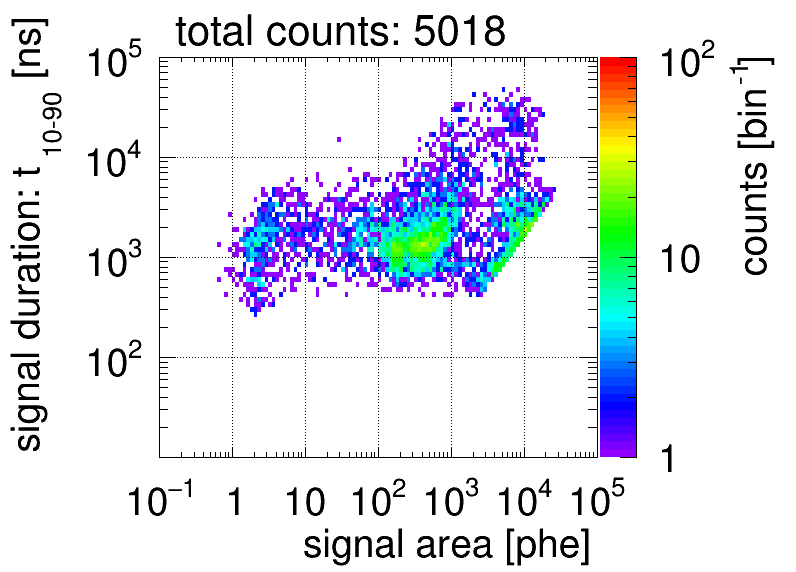 total counts: 5018
signal duration: t 10-90 [ns]
10^5
10^4
10^3
10^2
10^−1 1 10 10^2 10^3 10^4 10^5
signal area [phe]
10^2
10
1
counts [bin^-1]